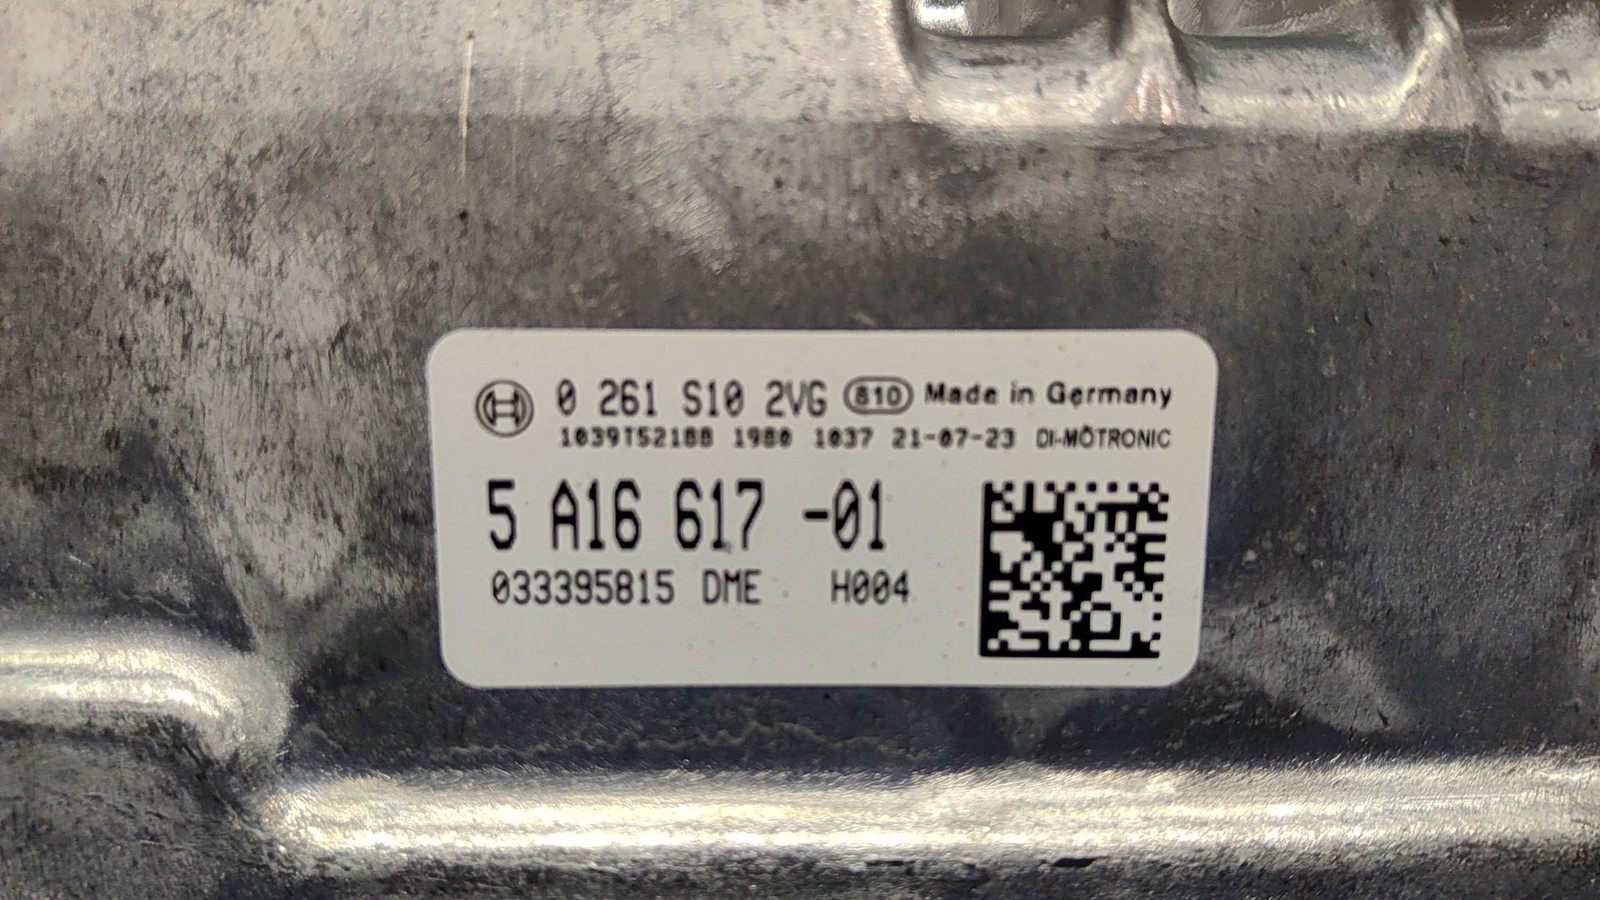 0 261 S10 2VG 810 Made in Germany
1039T52188 1980 1037 21-07-23 DI-MOTRONIC
5 A16 617 -01
033395815 DME H004